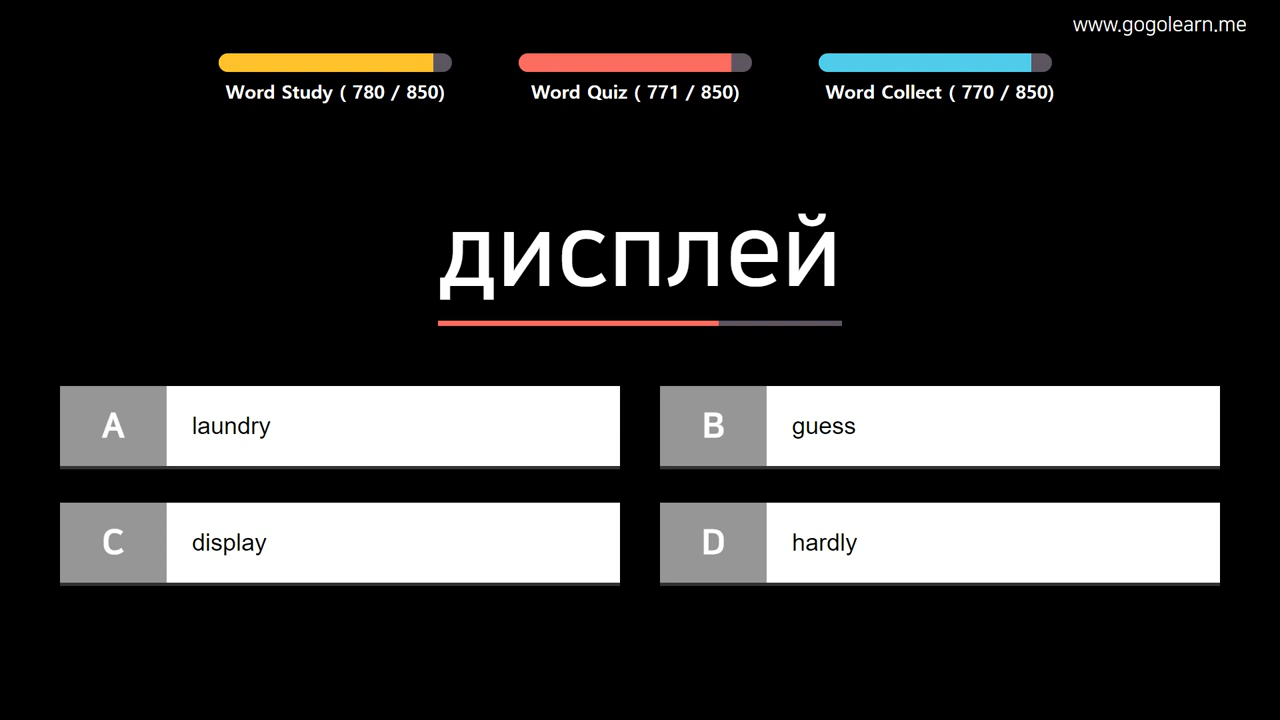 www.gogolearn.me
Word Study ( 780 / 850)
Word Quiz ( 771 / 850)
Word Collect ( 770 / 850)
дисплей
A laundry
B guess
C display
D hardly